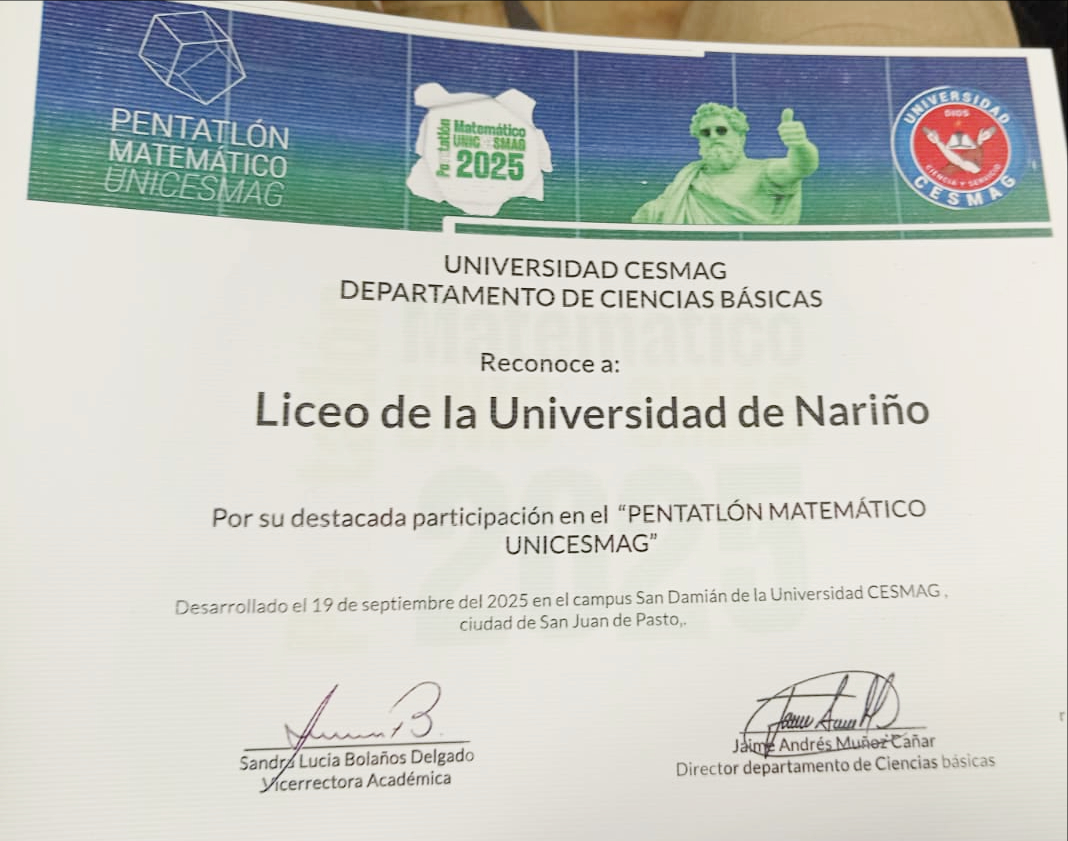 PENTATLÓN
MATEMÁTICO
UNICESMAG
Matemático
2025
UNIVERSIDAD
DIOS
CIENCIA Y SERVICIO
CESMAG
UNIVERSIDAD CESMAG
DEPARTAMENTO DE CIENCIAS BÁSICAS
Reconoce a:
Liceo de la Universidad de Nariño
Por su destacada participación en el “PENTATLÓN MATEMÁTICO
UNICESMAG”
Desarrollado el 19 de septiembre del 2025 en el campus San Damián de la Universidad CESMAG ,
ciudad de San Juan de Pasto,.
Sandra Lucia Bolaños Delgado
Vicerrectora Académica
Jaime Andrés Muñoz Cañar
Director departamento de Ciencias básicas